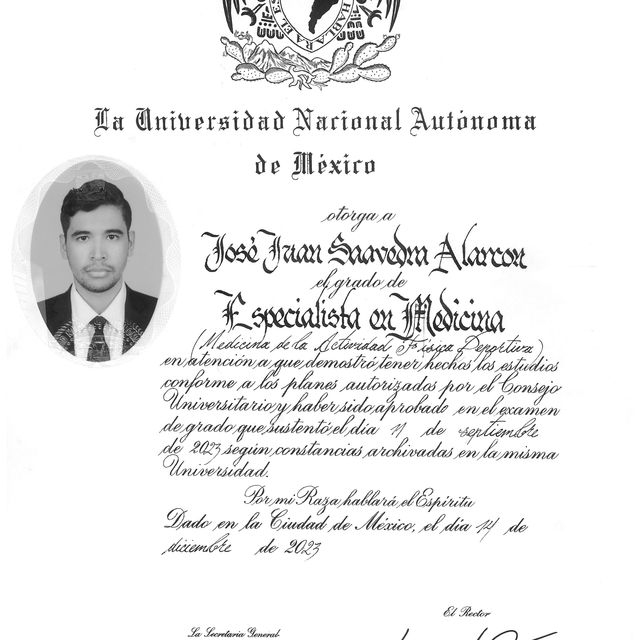 HABLARA EL ES
La Universidad Nacional Autónoma
de México
otorga a
José Juan Saavedra Alarcon
el grado de
Especialista en Medicina
(Medicina de la Actividad Física y Deportiva)
en atención a que demostró tener hechos los estudios
conforme a los planes autorizados por el Consejo
Universitario y haber sido aprobado en el examen
de grado que sustentó el día 11 de septiembre
de 2023 según constancias archivadas en la misma
Universidad.
Por mi Raza hablará el Espíritu
Dado en la Ciudad de México, el día 14 de
diciembre de 2023
El Rector
La Secretaria General